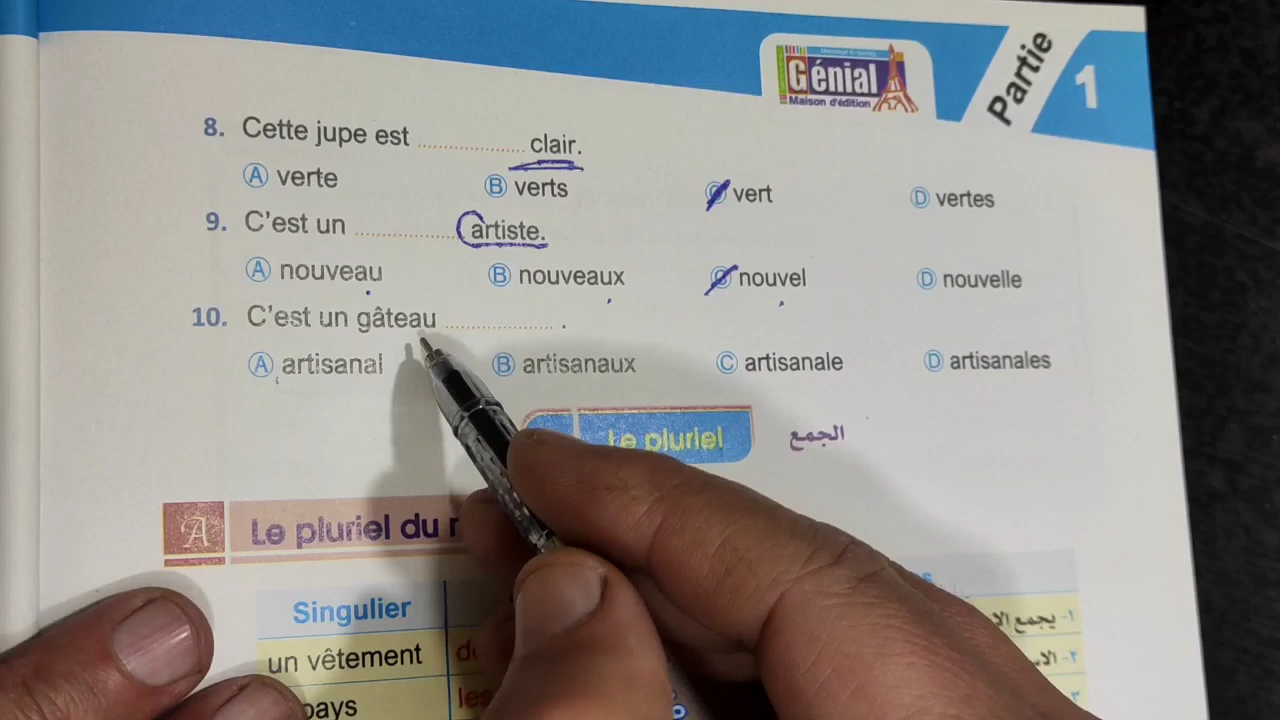 Génial
Maison d'édition
Partie 1
8. Cette jupe est .................... clair.
A verte B verts C vert D vertes
9. C'est un .................... artiste.
A nouveau B nouveaux C nouvel D nouvelle
10. C'est un gâteau .................... .
A artisanal B artisanaux C artisanale D artisanales
Le pluriel الجمع
A Le pluriel du
Singulier
un vêtement
pays les